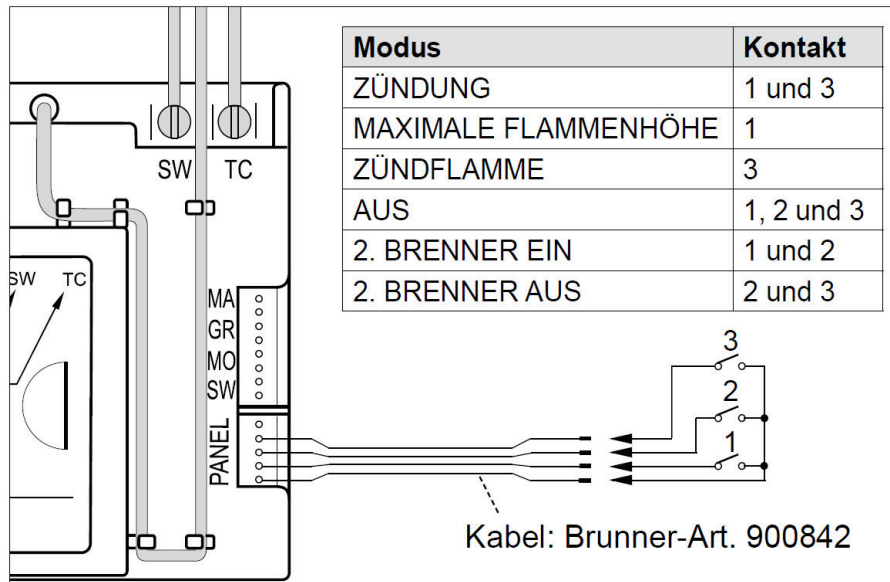 Modus Kontakt
ZÜNDUNG 1 und 3
MAXIMALE FLAMMENHÖHE 1
ZÜNDFLAMME 3
AUS 1, 2 und 3
2. BRENNER EIN 1 und 2
2. BRENNER AUS 2 und 3
SW TC
SW TC
MA
GR
MO
SW
PANEL
3
2
1
Kabel: Brunner-Art. 900842